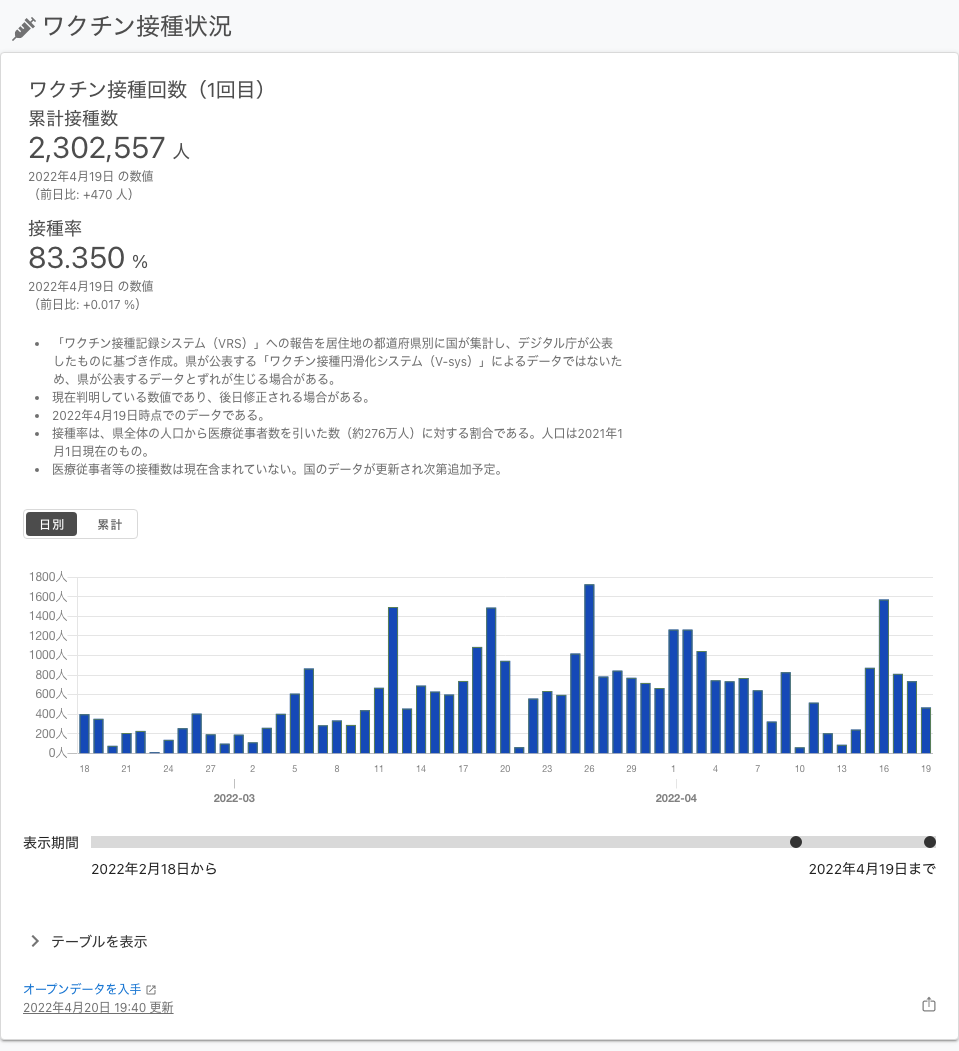 ワクチン接種状況
ワクチン接種回数（1回目）
累計接種数
2,302,557 人
2022年4月19日 の数値
（前日比: +470 人）
接種率
83.350 %
2022年4月19日 の数値
（前日比: +0.017 %）
• 「ワクチン接種記録システム（VRS）」への報告を居住地の都道府県別に国が集計し、デジタル庁が公表
したものに基づき作成。県が公表する「ワクチン接種円滑化システム（V-sys）」によるデータではないた
め、県が公表するデータとずれが生じる場合がある。
• 現在判明している数値であり、後日修正される場合がある。
• 2022年4月19日時点でのデータである。
• 接種率は、県全体の人口から医療従事者数を引いた数（約276万人）に対する割合である。人口は2021年1
月1日現在のもの。
• 医療従事者等の接種数は現在含まれていない。国のデータが更新され次第追加予定。
日別 累計
1800人
1600人
1400人
1200人
1000人
800人
600人
400人
200人
0人
18 21 24 27 2 5 8 11 14 17 20 23 26 29 1 4 7 10 13 16 19
2022-03 2022-04
表示期間
2022年2月18日から 2022年4月19日まで
テーブルを表示
オープンデータを入手
2022年4月20日 19:40 更新